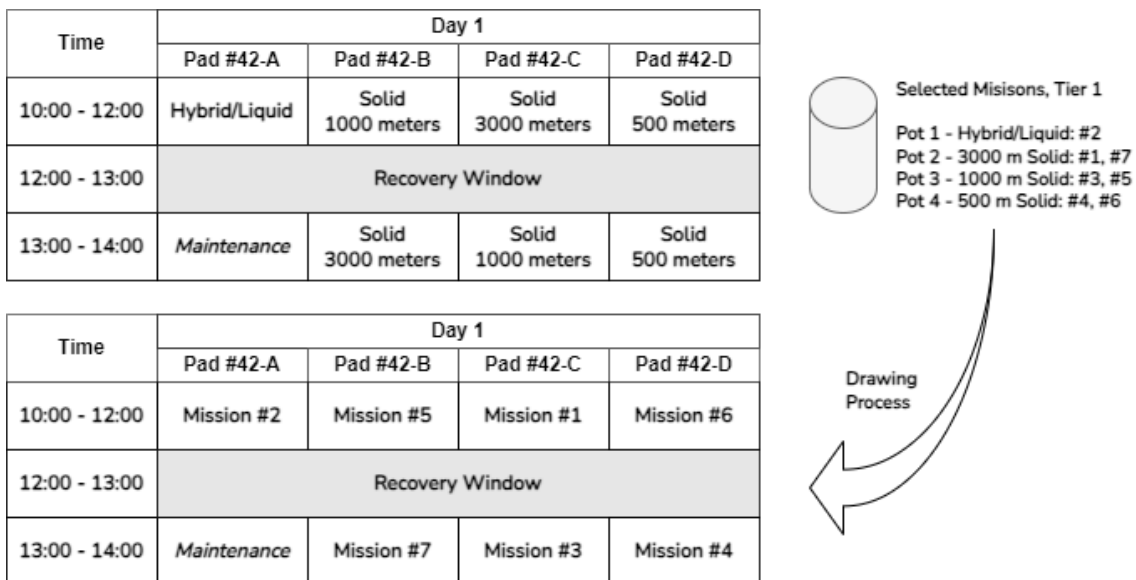 Time
Day 1
Pad #42-A Pad #42-B Pad #42-C Pad #42-D
10:00 - 12:00
Hybrid/Liquid
Solid
1000 meters
Solid
3000 meters
Solid
500 meters
12:00 - 13:00
Recovery Window
13:00 - 14:00
Maintenance
Solid
3000 meters
Solid
1000 meters
Solid
500 meters
Selected Misisons, Tier 1
Pot 1 - Hybrid/Liquid: #2
Pot 2 - 3000 m Solid: #1, #7
Pot 3 - 1000 m Solid: #3, #5
Pot 4 - 500 m Solid: #4, #6
Drawing
Process
Time
Day 1
Pad #42-A Pad #42-B Pad #42-C Pad #42-D
10:00 - 12:00 Mission #2 Mission #5 Mission #1 Mission #6
12:00 - 13:00 Recovery Window
13:00 - 14:00 Maintenance Mission #7 Mission #3 Mission #4